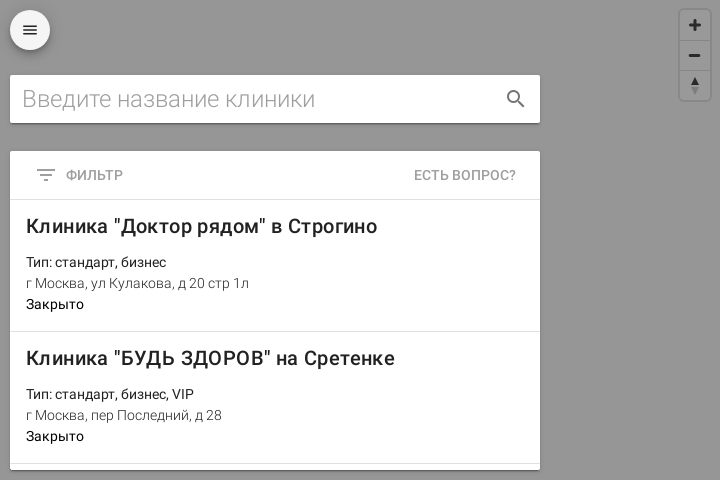 Введите название клиники
ФИЛЬТР
ЕСТЬ ВОПРОС?
Клиника "Доктор рядом" в Строгино
Тип: стандарт, бизнес
г Москва, ул Кулакова, д 20 стр 1л
Закрыто
Клиника "БУДЬ ЗДОРОВ" на Сретенке
Тип: стандарт, бизнес, VIP
г Москва, пер Последний, д 28
Закрыто